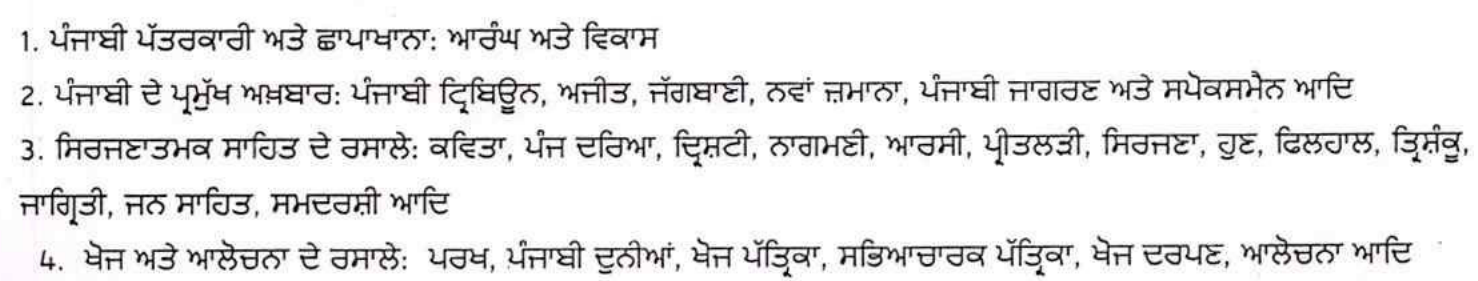 1. ਪੰਜਾਬੀ ਪੱਤਰਕਾਰੀ ਅਤੇ ਛਾਪਾਖਾਨਾ: ਆਰੰਘ ਅਤੇ ਵਿਕਾਸ
2. ਪੰਜਾਬੀ ਦੇ ਪ੍ਰਮੁੱਖ ਅਖ਼ਬਾਰ: ਪੰਜਾਬੀ ਟ੍ਰਿਬਿਊਨ, ਅਜੀਤ, ਜੱਗਬਾਣੀ, ਨਵਾਂ ਜ਼ਮਾਨਾ, ਪੰਜਾਬੀ ਜਾਗਰਣ ਅਤੇ ਸਪੋਕਸਮੈਨ ਆਦਿ
3. ਸਿਰਜਣਾਤਮਕ ਸਾਹਿਤ ਦੇ ਰਸਾਲੇ: ਕਵਿਤਾ, ਪੰਜ ਦਰਿਆ, ਦ੍ਰਿਸ਼ਟੀ, ਨਾਗਮਣੀ, ਆਰਸੀ, ਪ੍ਰੀਤਲੜੀ, ਸਿਰਜਣਾ, ਹੁਣ, ਫਿਲਹਾਲ, ਤ੍ਰਿਸ਼ੰਕੂ,
ਜਾਗ੍ਰਿਤੀ, ਜਨ ਸਾਹਿਤ, ਸਮਦਰਸ਼ੀ ਆਦਿ
4. ਖੋਜ ਅਤੇ ਆਲੋਚਨਾ ਦੇ ਰਸਾਲੇ: ਪਰਖ, ਪੰਜਾਬੀ ਦੁਨੀਆਂ, ਖੋਜ ਪੱਤ੍ਰਿਕਾ, ਸਭਿਆਚਾਰਕ ਪੱਤ੍ਰਿਕਾ, ਖੋਜ ਦਰਪਣ, ਆਲੋਚਨਾ ਆਦਿ